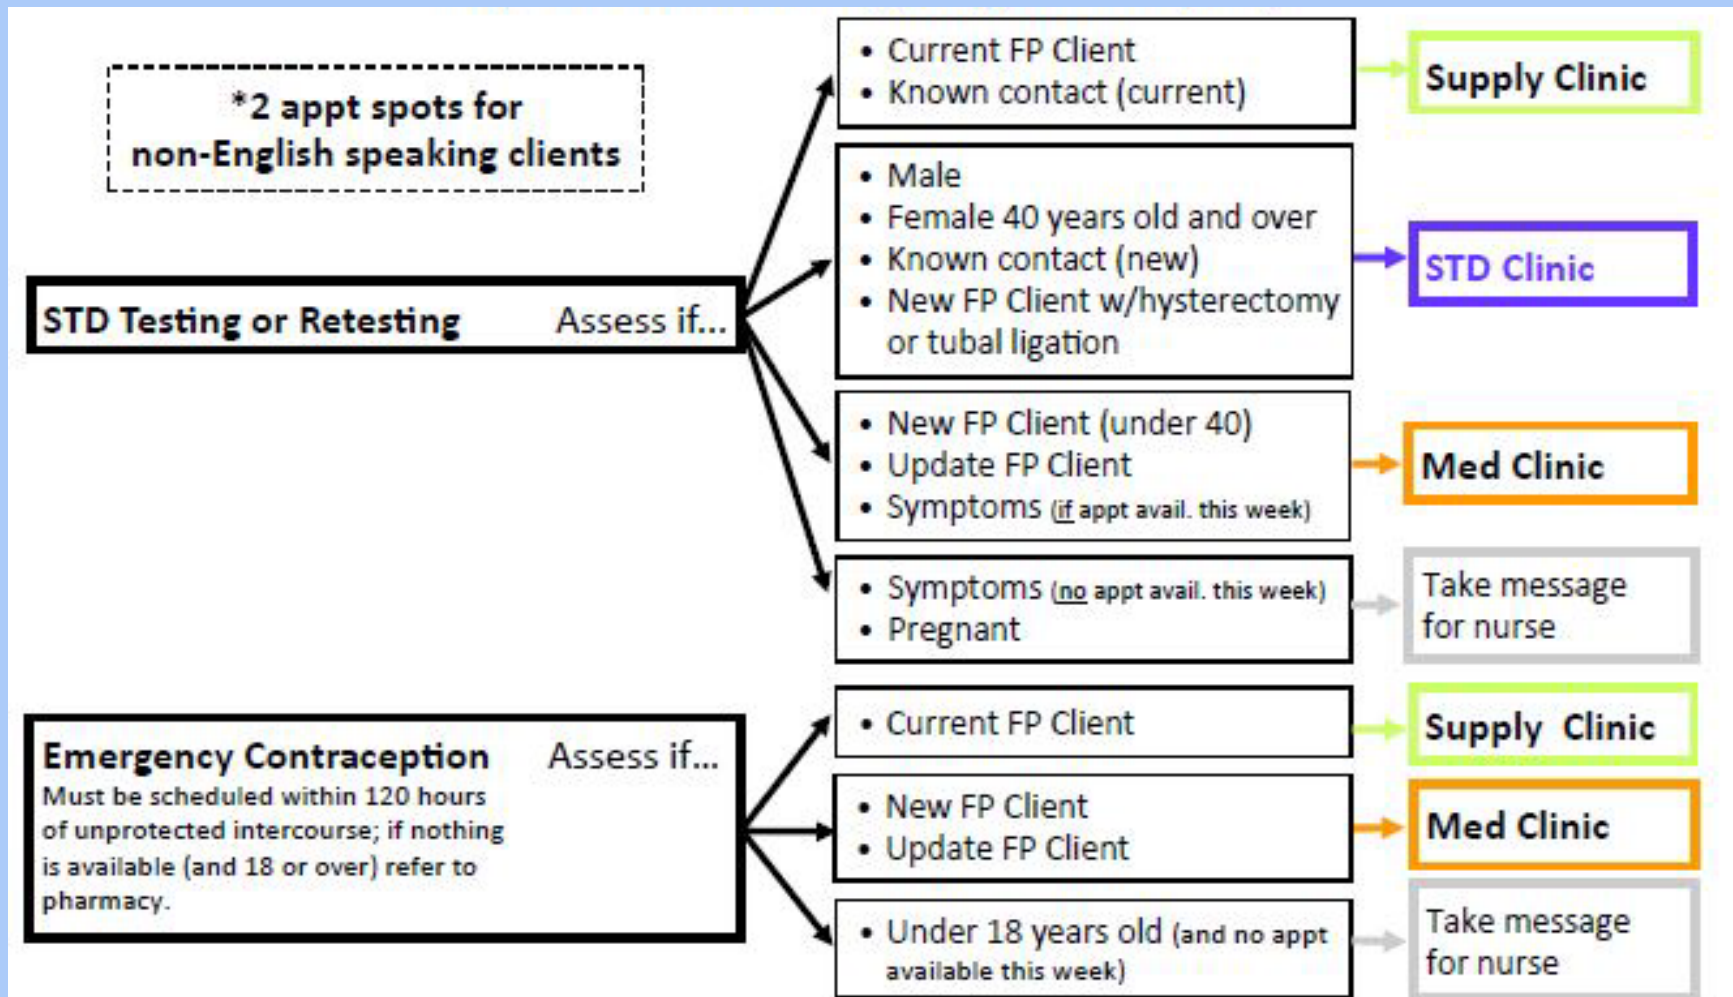 *2 appt spots for
non-English speaking clients
STD Testing or Retesting Assess if...
• Current FP Client
• Known contact (current)
Supply Clinic
• Male
• Female 40 years old and over
• Known contact (new)
• New FP Client w/hysterectomy
or tubal ligation
STD Clinic
• New FP Client (under 40)
• Update FP Client
• Symptoms (if appt avail. this week)
Med Clinic
• Symptoms (no appt avail. this week)
• Pregnant
Take message
for nurse
Emergency Contraception Assess if...
Must be scheduled within 120 hours
of unprotected intercourse; if nothing
is available (and 18 or over) refer to
pharmacy.
• Current FP Client
Supply Clinic
• New FP Client
• Update FP Client
Med Clinic
• Under 18 years old (and no appt
available this week)
Take message
for nurse